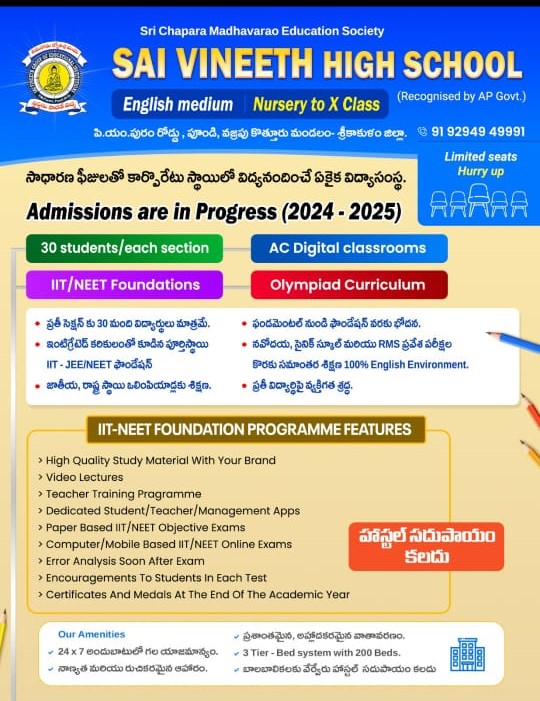 Sri Chapara Madhavarao Education Society
SAI VINEETH HIGH SCHOOL
English medium | Nursery to X Class
(Recognised by AP Govt.)
పి.యం.పురం రోడ్డు, పూండి, వజ్రపు కొత్తూరు మండలం- శ్రీకాకుళం జిల్లా.
91 92949 49991
Limited seats
Hurry up
సాధారణ ఫీజులతో కార్పొరేటు స్థాయిలో విద్యనందించే ఏకైక విద్యాసంస్థ.
Admissions are in Progress (2024 - 2025)
30 students/each section
AC Digital classrooms
IIT/NEET Foundations
Olympiad Curriculum
• ప్రతీ సెక్షన్ కు 30 మంది విద్యార్థులు మాత్రమే.
• ఇంటిగ్రేటెడ్ కరికులంతో కూడిన పూర్తిస్థాయి
IIT - JEE/NEET ఫౌండేషన్
• జాతీయ, రాష్ట్ర స్థాయి ఒలింపియాడ్లకు శిక్షణ.
• ఫండమెంటల్ నుండి ఫౌండేషన్ వరకు బోధన.
• నవోదయ, సైనిక్ స్కూల్ మరియు RMS ప్రవేశ పరీక్షల
కొరకు సమాంతర శిక్షణ 100% English Environment.
• ప్రతీ విద్యార్థిపై వ్యక్తిగత శ్రద్ధ.
IIT-NEET FOUNDATION PROGRAMME FEATURES
> High Quality Study Material With Your Brand
> Video Lectures
> Teacher Training Pragramme
> Dedicated Student/Teacher/Management Apps
> Paper Based IIT/NEET Objective Exams
> Computer/Mobile Based IIT/NEET Online Exams
> Error Analysis Soon After Exam
> Encouragements To Students In Each Test
> Certificates And Medals At The End Of The Academic Year
హాస్టల్ సదుపాయం
కలదు
Our Amenities
24 x 7 అందుబాటులో గల యాజమాన్యం.
నాణ్యత మరియు రుచికరమైన ఆహారం.
ప్రశాంతమైన, అహ్లాదకరమైన వాతావరణం.
3 Tier - Bed system with 200 Beds.
బాలబాలికలకు వేర్వేరు హాస్టల్ సదుపాయం కలదు